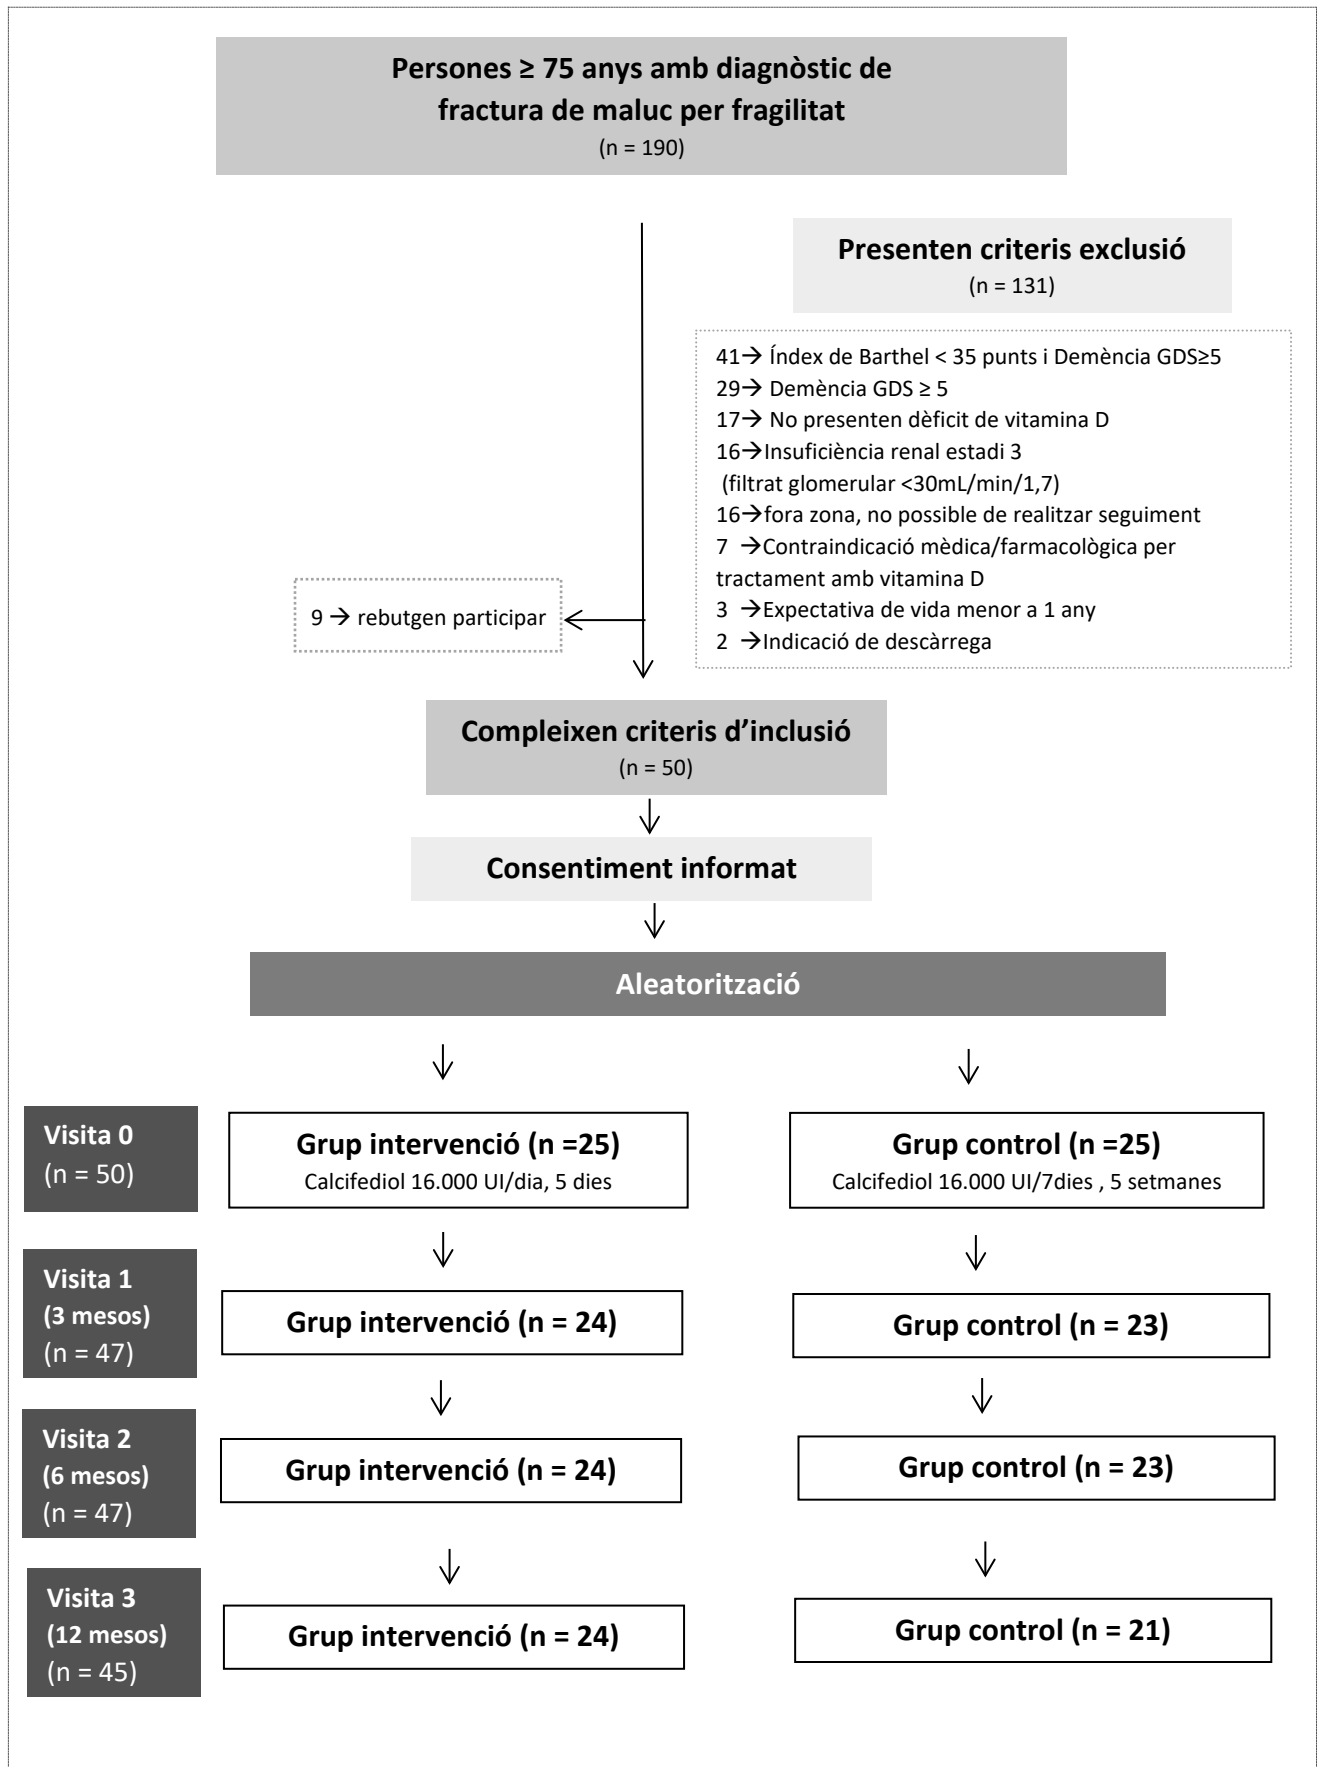 Persones ≥ 75 anys amb diagnòstic de
fractura de maluc per fragilitat
(n = 190)
Presenten criteris exclusió
(n = 131)
41→ Índex de Barthel < 35 punts i Demència GDS≥5
29→ Demència GDS ≥ 5
17→ No presenten dèficit de vitamina D
16→Insuficiència renal estadi 3
(filtrat glomerular <30mL/min/1,7)
16→fora zona, no possible de realitzar seguiment
7 →Contraindicació mèdica/farmacològica per
tractament amb vitamina D
3 →Expectativa de vida menor a 1 any
2 →Indicació de descàrrega
9 → rebutgen participar
Compleixen criteris d’inclusió
(n = 50)
Consentiment informat
Aleatorització
Visita 0
(n = 50)
Grup intervenció (n =25)
Calcifediol 16.000 UI/dia, 5 dies
Grup control (n =25)
Calcifediol 16.000 UI/7dies , 5 setmanes
Visita 1
(3 mesos)
(n = 47)
Grup intervenció (n = 24)
Grup control (n = 23)
Visita 2
(6 mesos)
(n = 47)
Grup intervenció (n = 24)
Grup control (n = 23)
Visita 3
(12 mesos)
(n = 45)
Grup intervenció (n = 24)
Grup control (n = 21)